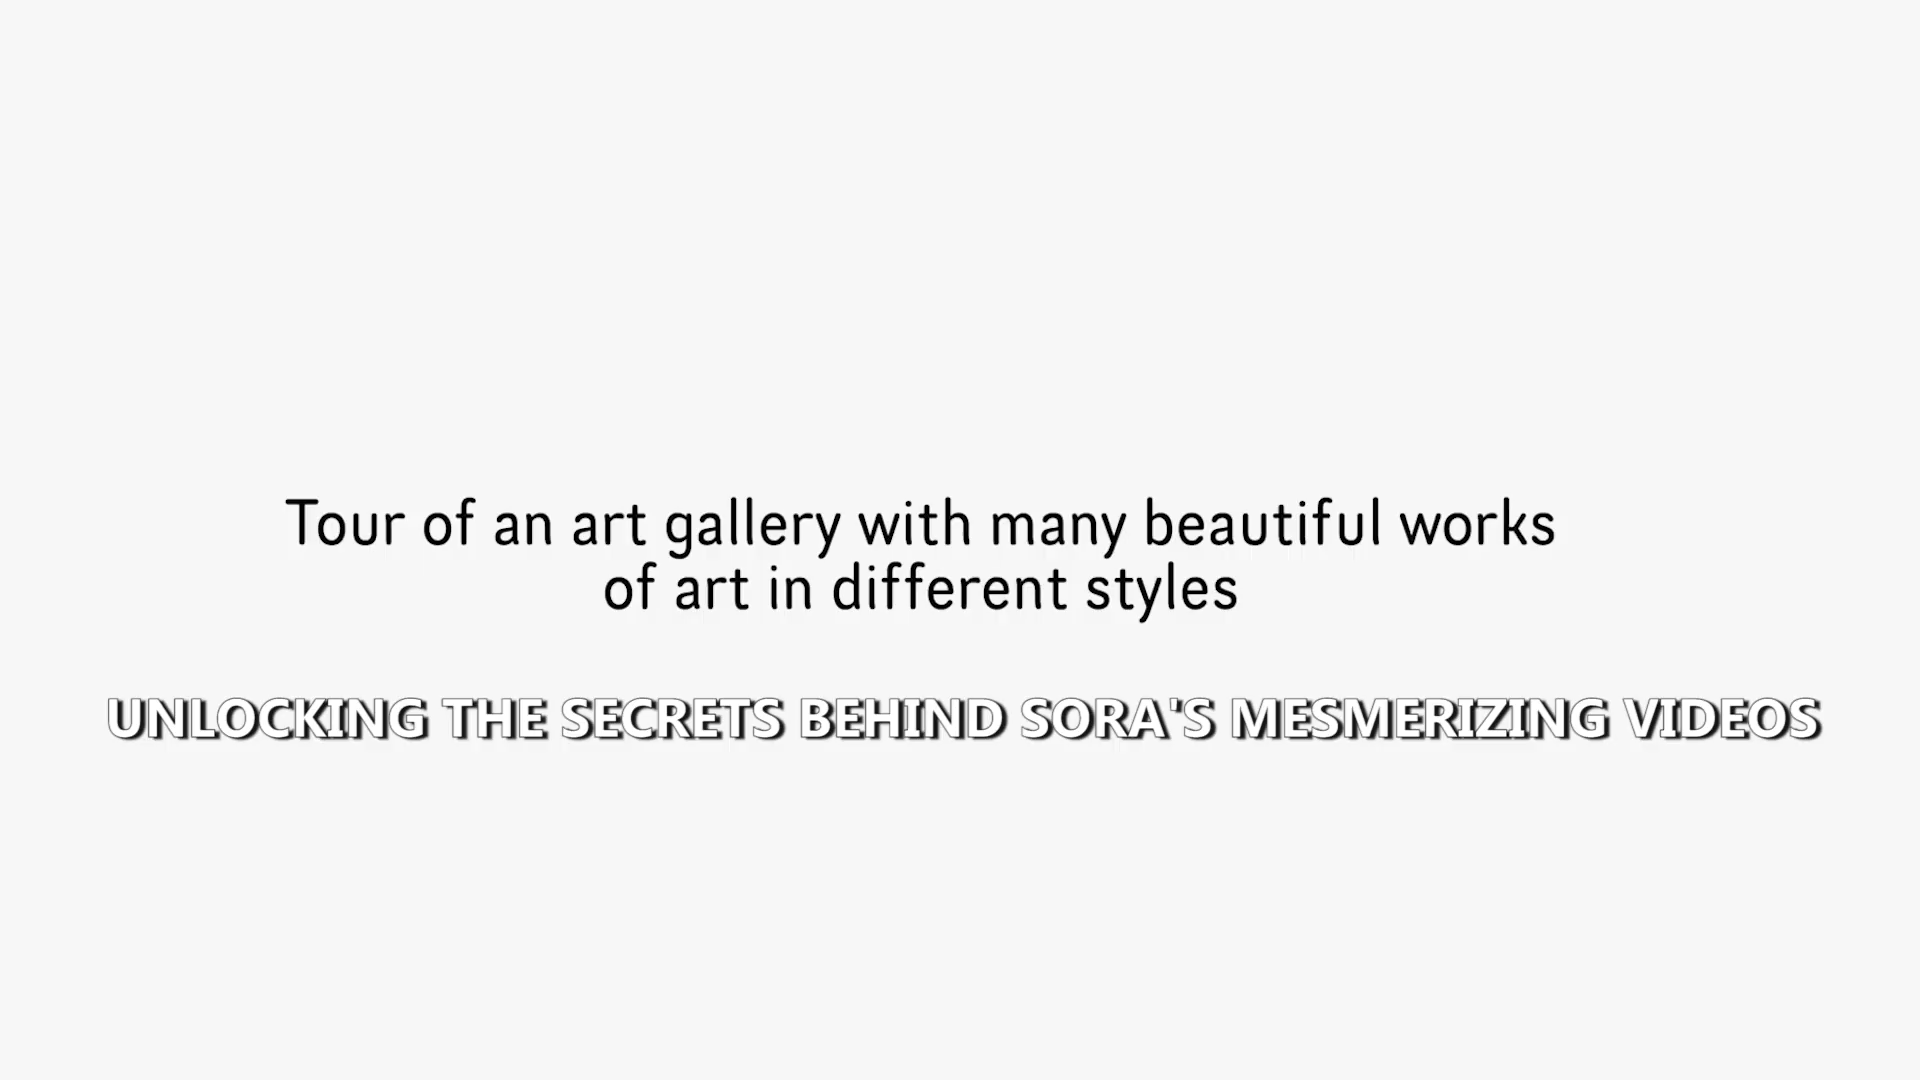 Tour of an art gallery with many beautiful works
of art in different styles
UNLOCKING THE SECRETS BEHIND SORA'S MESMERIZING VIDEOS